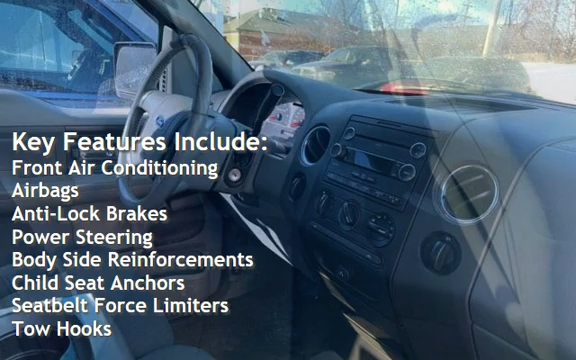 Key Features Include:
Front Air Conditioning
Airbags
Anti-Lock Brakes
Power Steering
Body Side Reinforcements
Child Seat Anchors
Seatbelt Force Limiters
Tow Hooks